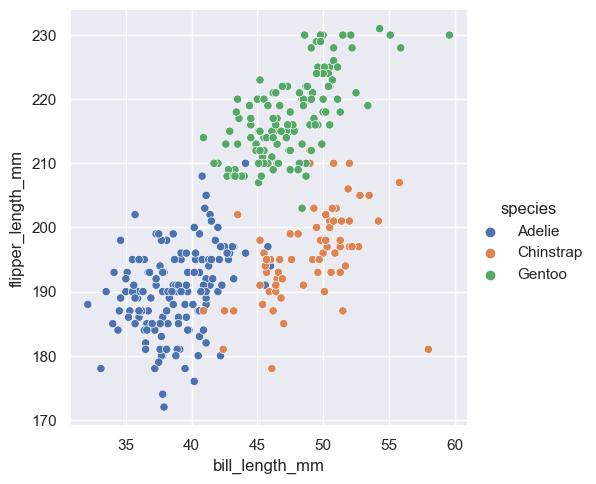 230
220
210
200
190
180
170
flipper_length_mm
35 40 45 50 55 60
bill_length_mm
species
Adelie
Chinstrap
Gentoo